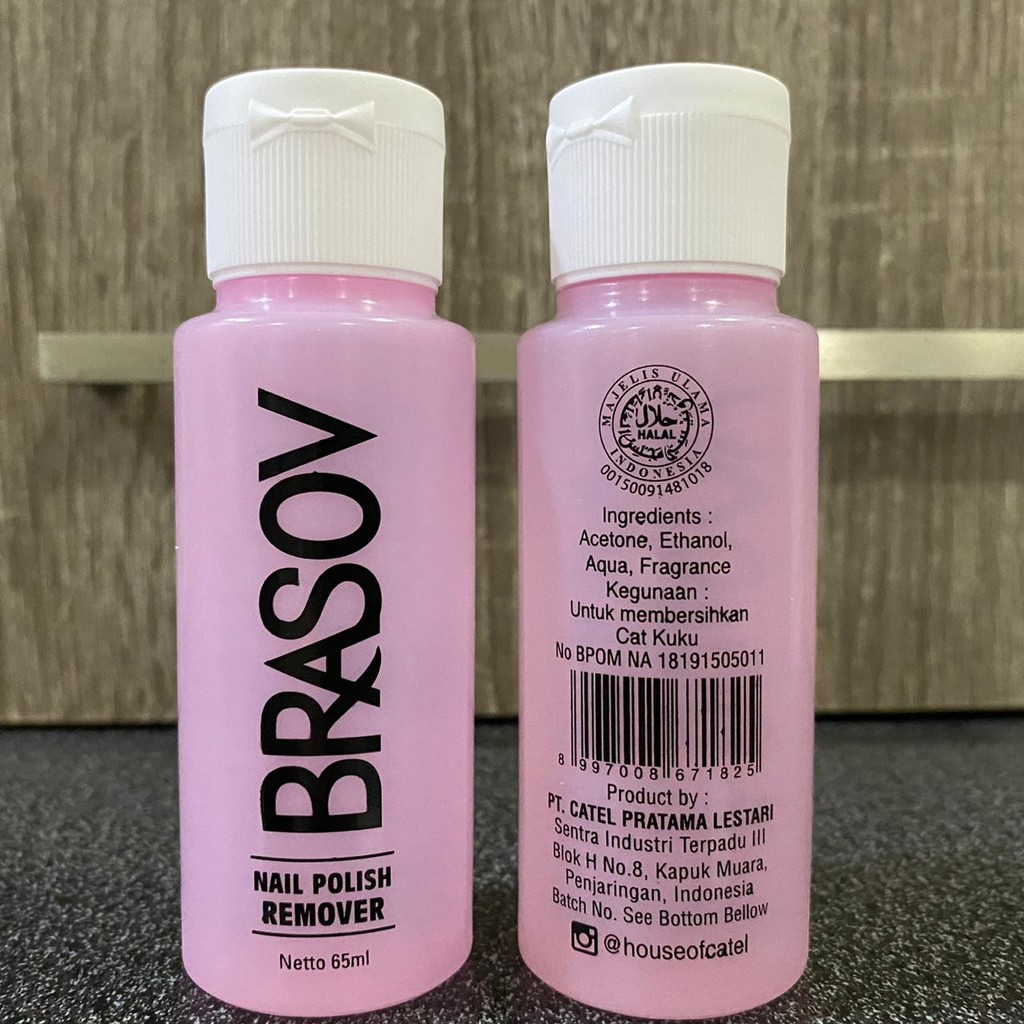 BRASOV
NAIL POLISH
REMOVER
Netto 65ml
MAJELIS ULAMA
حلال
HALAL
INDONESIA
00150091481018
Ingredients :
Acetone, Ethanol,
Aqua, Fragrance
Kegunaan :
Untuk membersihkan
Cat Kuku
No BPOM NA 18191505011
8 997008 671825
Product by :
PT. CATEL PRATAMA LESTARI
Sentra Industri Terpadu III
Blok H No.8, Kapuk Muara,
Penjaringan, Indonesia
Batch No. See Bottom Bellow
@houseofcatel